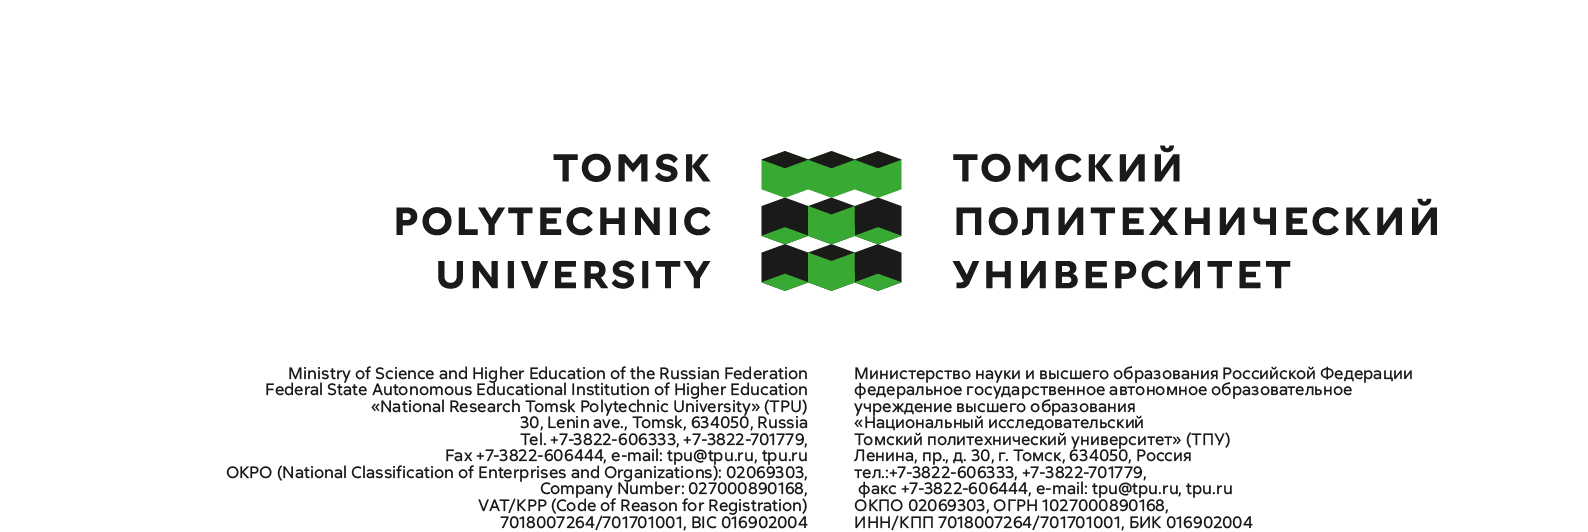 TOMSK
POLYTECHNIC
UNIVERSITY
ТОМСКИЙ
ПОЛИТЕХНИЧЕСКИЙ
УНИВЕРСИТЕТ
Ministry of Science and Higher Education of the Russian Federation
Federal State Autonomous Educational Institution of Higher Education
«National Research Tomsk Polytechnic University» (TPU)
30, Lenin ave., Tomsk, 634050, Russia
Tel. +7-3822-606333, +7-3822-701779,
Fax +7-3822-606444, e-mail: tpu@tpu.ru, tpu.ru
OKPO (National Classification of Enterprises and Organizations): 02069303,
Company Number: 027000890168,
VAT/KPP (Code of Reason for Registration)
7018007264/701701001, BIC 016902004
Министерство науки и высшего образования Российской Федерации
федеральное государственное автономное образовательное
учреждение высшего образования
«Национальный исследовательский
Томский политехнический университет» (ТПУ)
Ленина, пр., д. 30, г. Томск, 634050, Россия
тел.:+7-3822-606333, +7-3822-701779,
факс +7-3822-606444, e-mail: tpu@tpu.ru, tpu.ru
ОКПО 02069303, ОГРН 1027000890168,
ИНН/КПП 7018007264/701701001, БИК 016902004